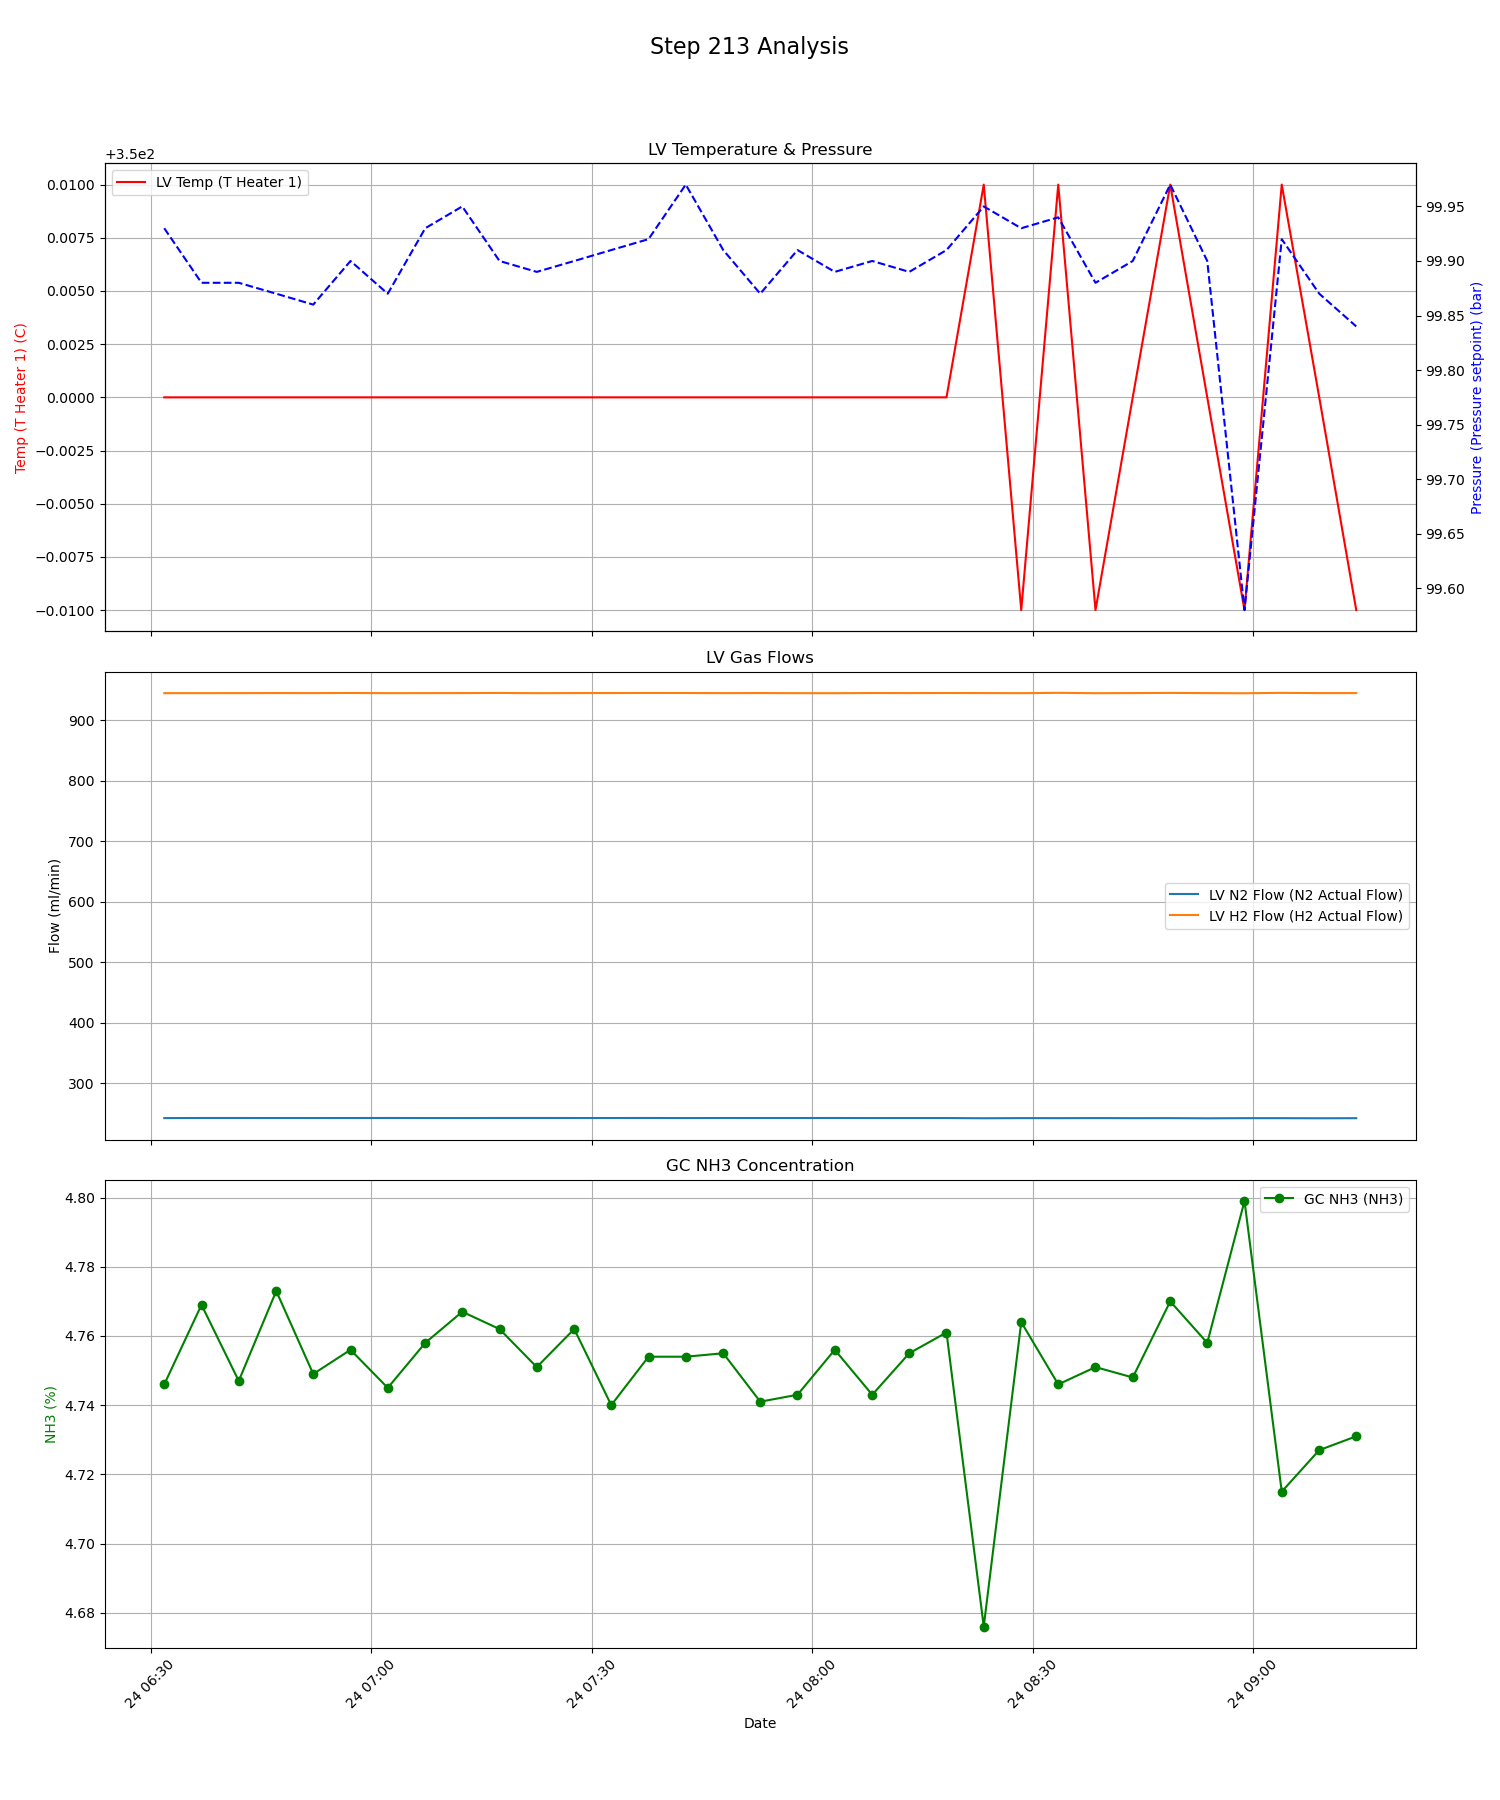 Step 213 Analysis
LV Temperature & Pressure
+3.5e2
LV Temp (T Heater 1)
0.0100
0.0075
0.0050
0.0025
0.0000
−0.0025
−0.0050
−0.0075
−0.0100
Temp (T Heater 1) (C)
99.95
99.90
99.85
99.80
99.75
99.70
99.65
99.60
Pressure (Pressure setpoint) (bar)
LV Gas Flows
900
800
700
600
500
400
300
Flow (ml/min)
LV N2 Flow (N2 Actual Flow)
LV H2 Flow (H2 Actual Flow)
GC NH3 Concentration
GC NH3 (NH3)
4.80
4.78
4.76
4.74
4.72
4.70
4.68
NH3 (%)
24 06:30
24 07:00
24 07:30
24 08:00
24 08:30
24 09:00
Date